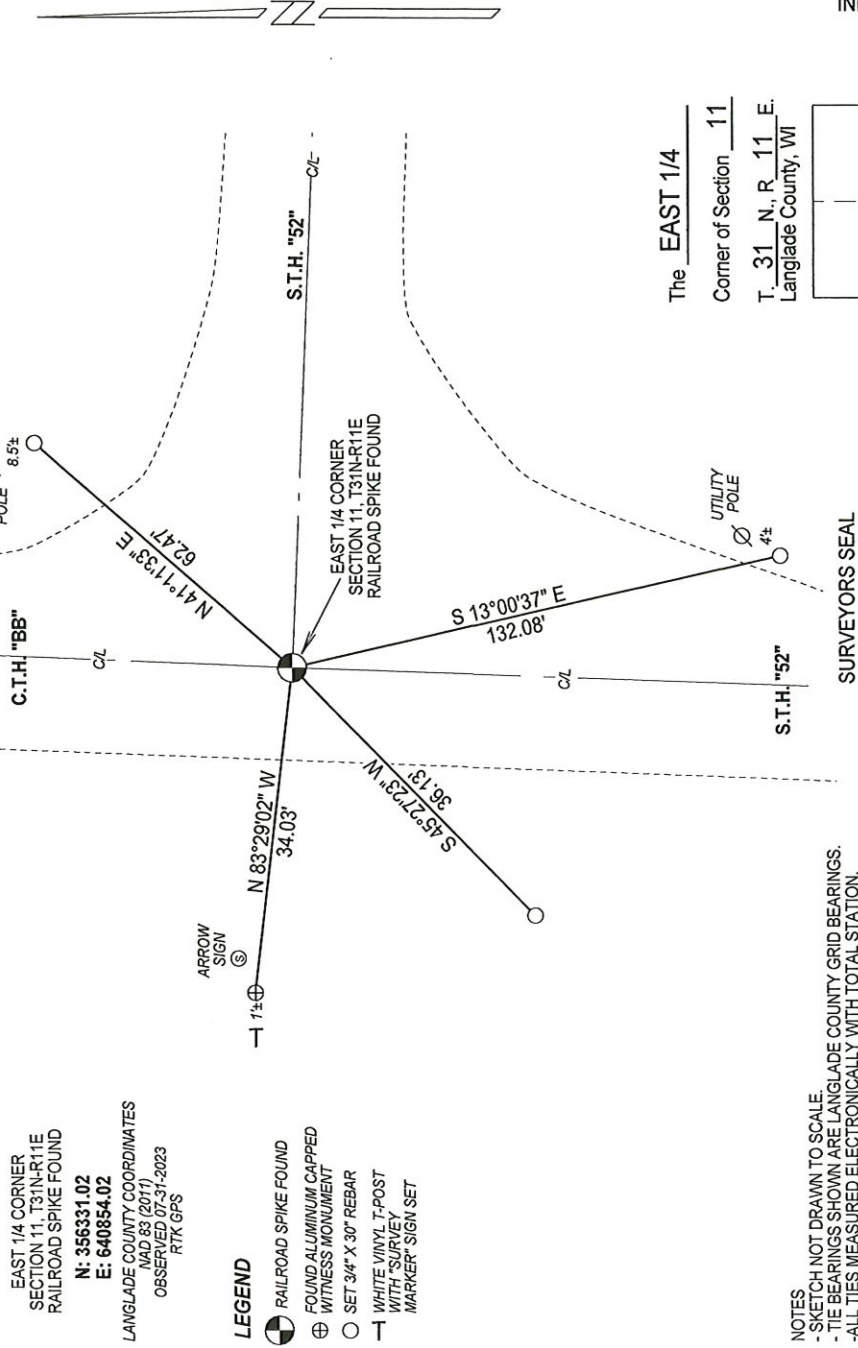 EAST 1/4 CORNER
SECTION 11, T31N-R11E
RAILROAD SPIKE FOUND
N: 356331.02
E: 640854.02
LANGLADE COUNTY COORDINATES
NAD 83 (2011)
OBSERVED 07-31-2023
RTK GPS
LEGEND
RAILROAD SPIKE FOUND
FOUND ALUMINUM CAPPED
WITNESS MONUMENT
SET 3/4" X 30" REBAR
T WHITE VINYL T-POST
WITH "SURVEY
MARKER" SIGN SET
NOTES
- SKETCH NOT DRAWN TO SCALE.
- TIE BEARINGS SHOWN ARE LANGLADE COUNTY GRID BEARINGS.
-ALL TIES MEASURED ELECTRONICALLY WITH TOTAL STATION.
C.T.H. "BB"
C/L
POLE
8.5'±
N 41°11'33" E
62.47'
ARROW
SIGN
S
T
1'±
N 83°29'02" W
34.03'
S.T.H. "52"
C/L
EAST 1/4 CORNER
SECTION 11, T31N-R11E
RAILROAD SPIKE FOUND
S 45°27'23" W
36.13'
S 13°00'37" E
132.08'
C/L
UTILITY
POLE
4'±
S.T.H. "52"
SURVEYORS SEAL
N
The EAST 1/4
Corner of Section 11
T. 31 N., R 11 E.
Langlade County, WI